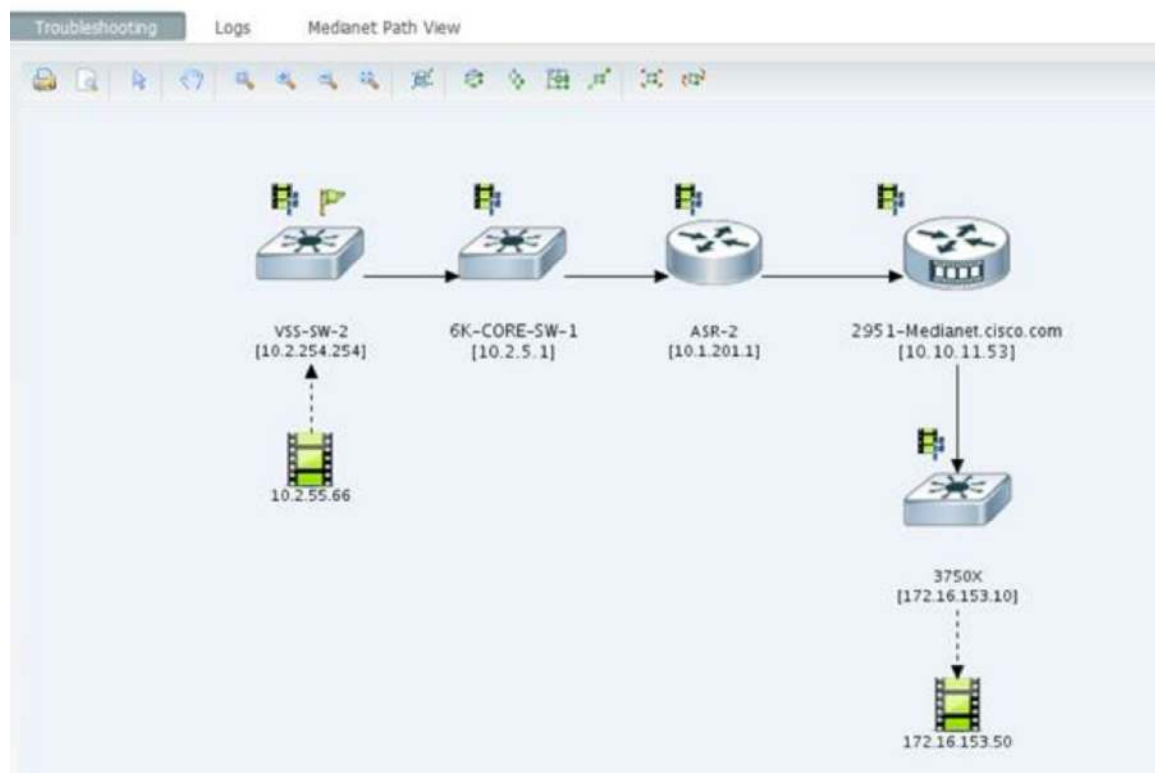 Troubleshooting Logs Medianet Path View
VSS-SW-2
[10.2.254.254]
6K-CORE-SW-1
[10.2.5.1]
ASR-2
[10.1.201.1]
2951-Medianet.cisco.com
[10.10.11.53]
10.2.55.66
3750X
[172.16.153.10]
172.16.153.50